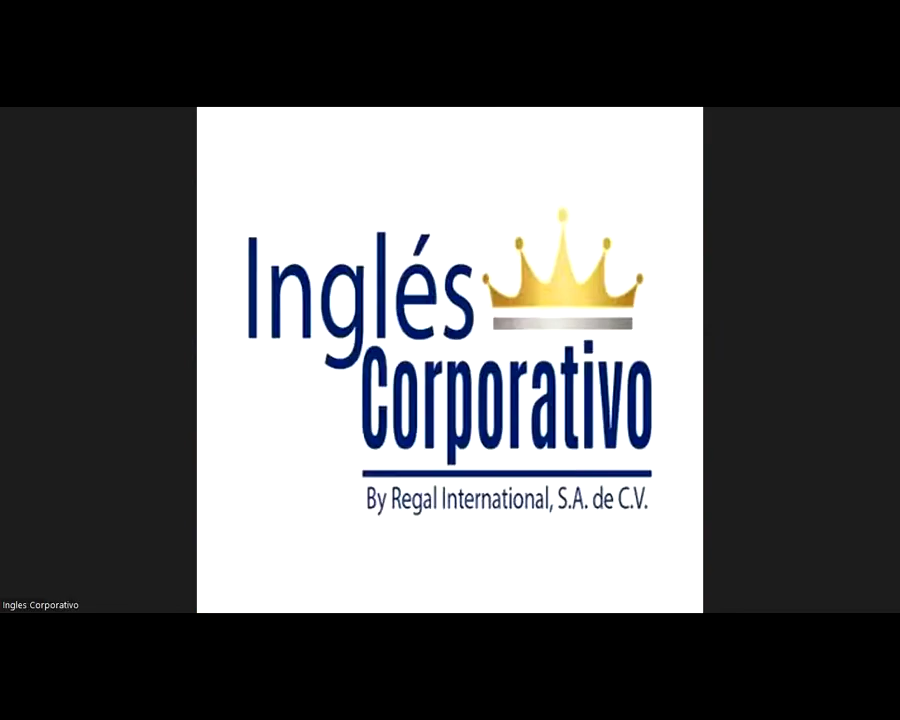 Inglés
Corporativo
By Regal International, S.A. de C.V.
Ingles Corporativo